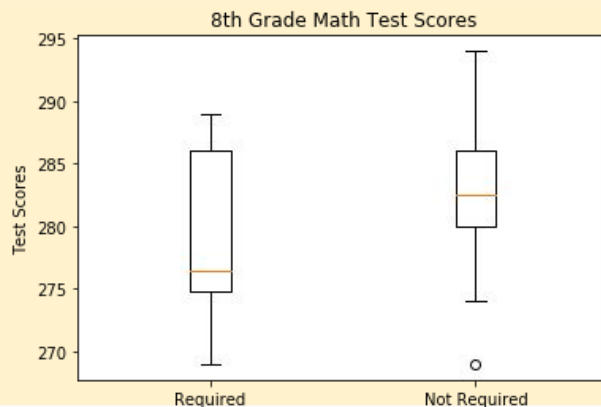 8th Grade Math Test Scores
295
290
285
280
275
270
Test Scores
Required
Not Required